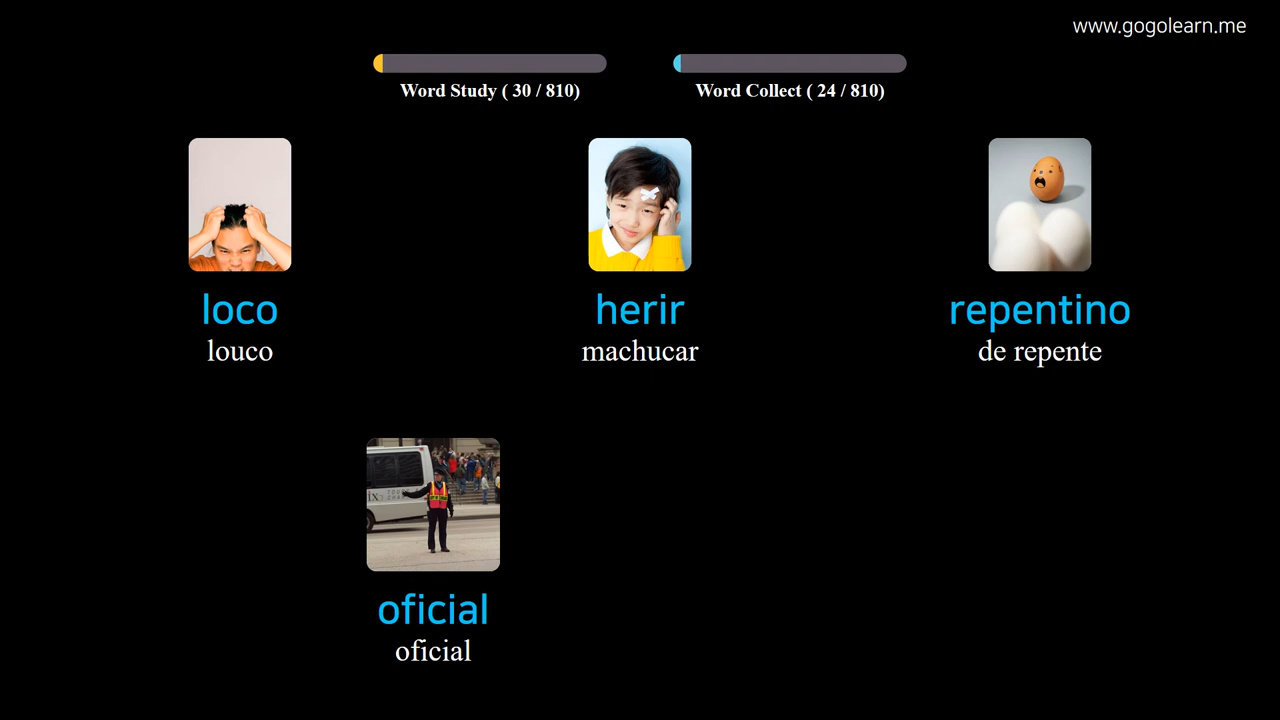 www.gogolearn.me
Word Study ( 30 / 810)
Word Collect ( 24 / 810)
loco
louco
herir
machucar
repentino
de repente
oficial
oficial